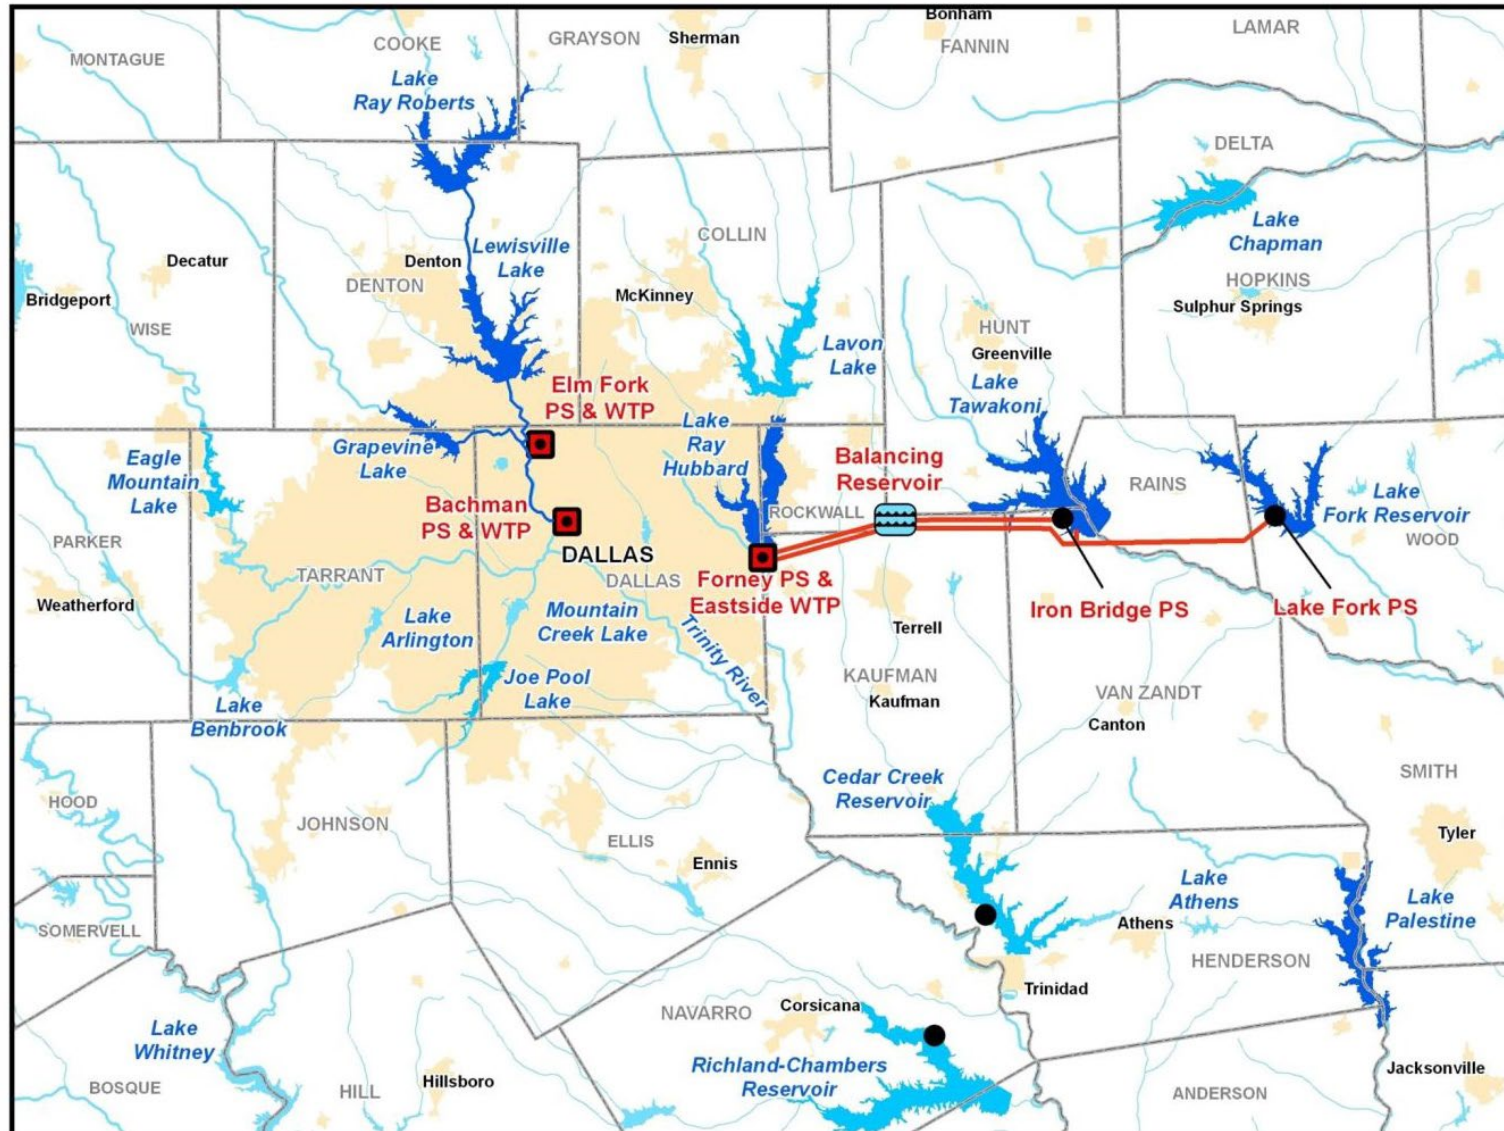 Bonham
LAMAR
GRAYSON
Sherman
COOKE
FANNIN
MONTAGUE
Lake
Ray Roberts
DELTA
Lake
Chapman
COLLIN
Lewisville
Lake
Decatur
Denton
DENTON
HOPKINS
Sulphur Springs
Bridgeport
McKinney
WISE
HUNT
Greenville
Lavon
Lake
Lake
Tawakoni
Elm Fork
PS & WTP
Lake
Ray
Hubbard
Grapevine
Lake
Eagle
Mountain
Lake
Balancing
Reservoir
RAINS
Lake
Fork Reservoir
WOOD
Bachman
PS & WTP
ROCKWALL
PARKER
DALLAS
TARRANT
DALLAS
Forney PS &
Eastside WTP
Weatherford
Lake
Arlington
Mountain
Creek Lake
Iron Bridge PS
Lake Fork PS
Terrell
Trinity River
KAUFMAN
Kaufman
Joe Pool
Lake
VAN ZANDT
Canton
Lake
Benbrook
SMITH
Cedar Creek
Reservoir
HOOD
JOHNSON
ELLIS
Tyler
Ennis
Lake
Athens
Lake
Palestine
Athens
SOMERVELL
HENDERSON
Trinidad
Corsicana
NAVARRO
Lake
Whitney
Richland-Chambers
Reservoir
Jacksonville
Hillsboro
BOSQUE
HILL
ANDERSON